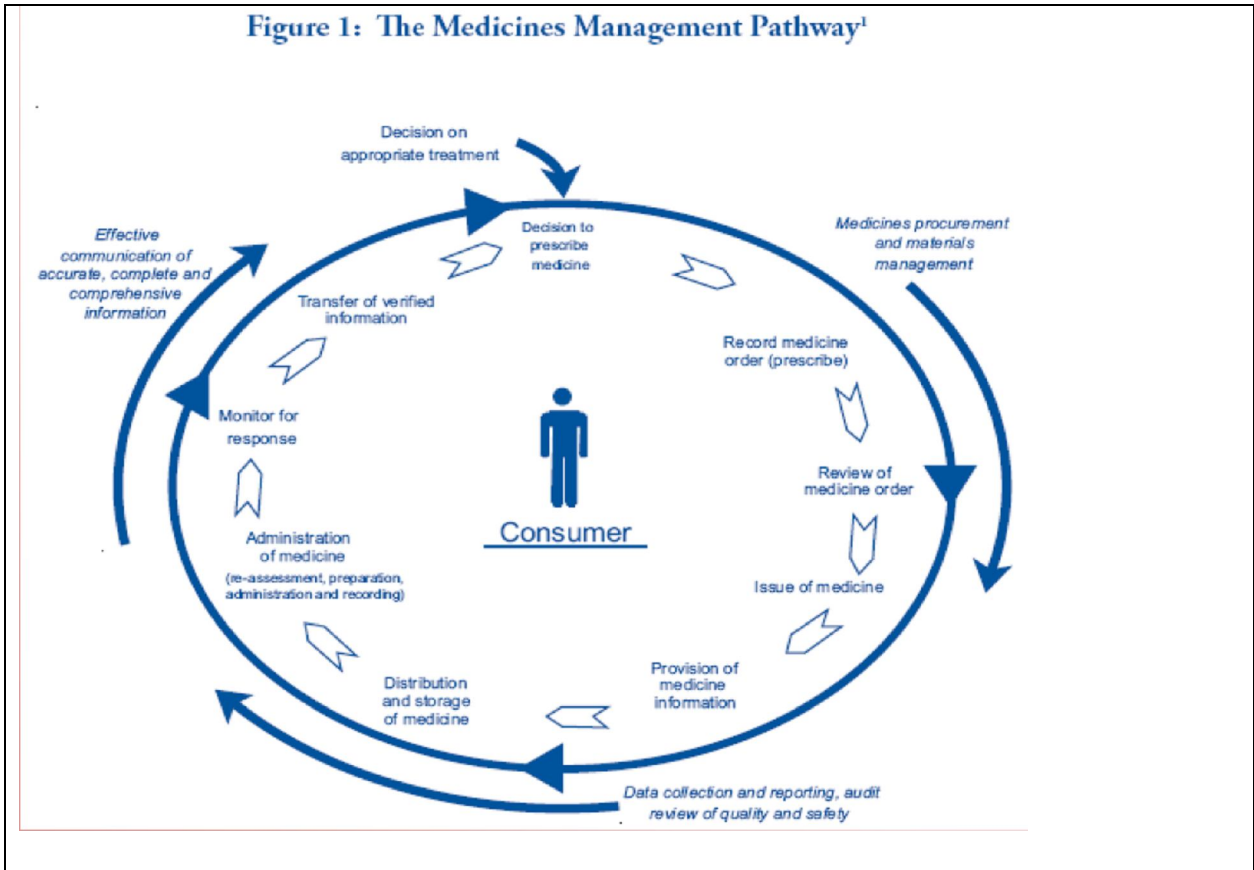 Figure 1: The Medicines Management Pathway¹
Decision on
appropriate treatment
Decision to
prescribe
medicine
Medicines procurement
and materials
management
Record medicine
order (prescribe)
Review of
medicine order
Issue of medicine
Provision of
medicine
information
Data collection and reporting, audit
review of quality and safety
Distribution
and storage
of medicine
Administration
of medicine
(re-assessment, preparation,
administration and recording)
Monitor for
response
Transfer of verified
information
Effective
communication of
accurate, complete and
comprehensive
information
Consumer